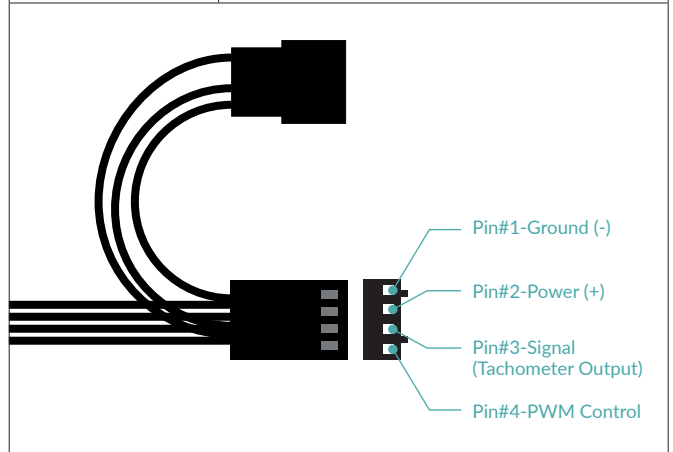 Pin#1-Ground (-)
Pin#2-Power (+)
Pin#3-Signal
(Tachometer Output)
Pin#4-PWM Control